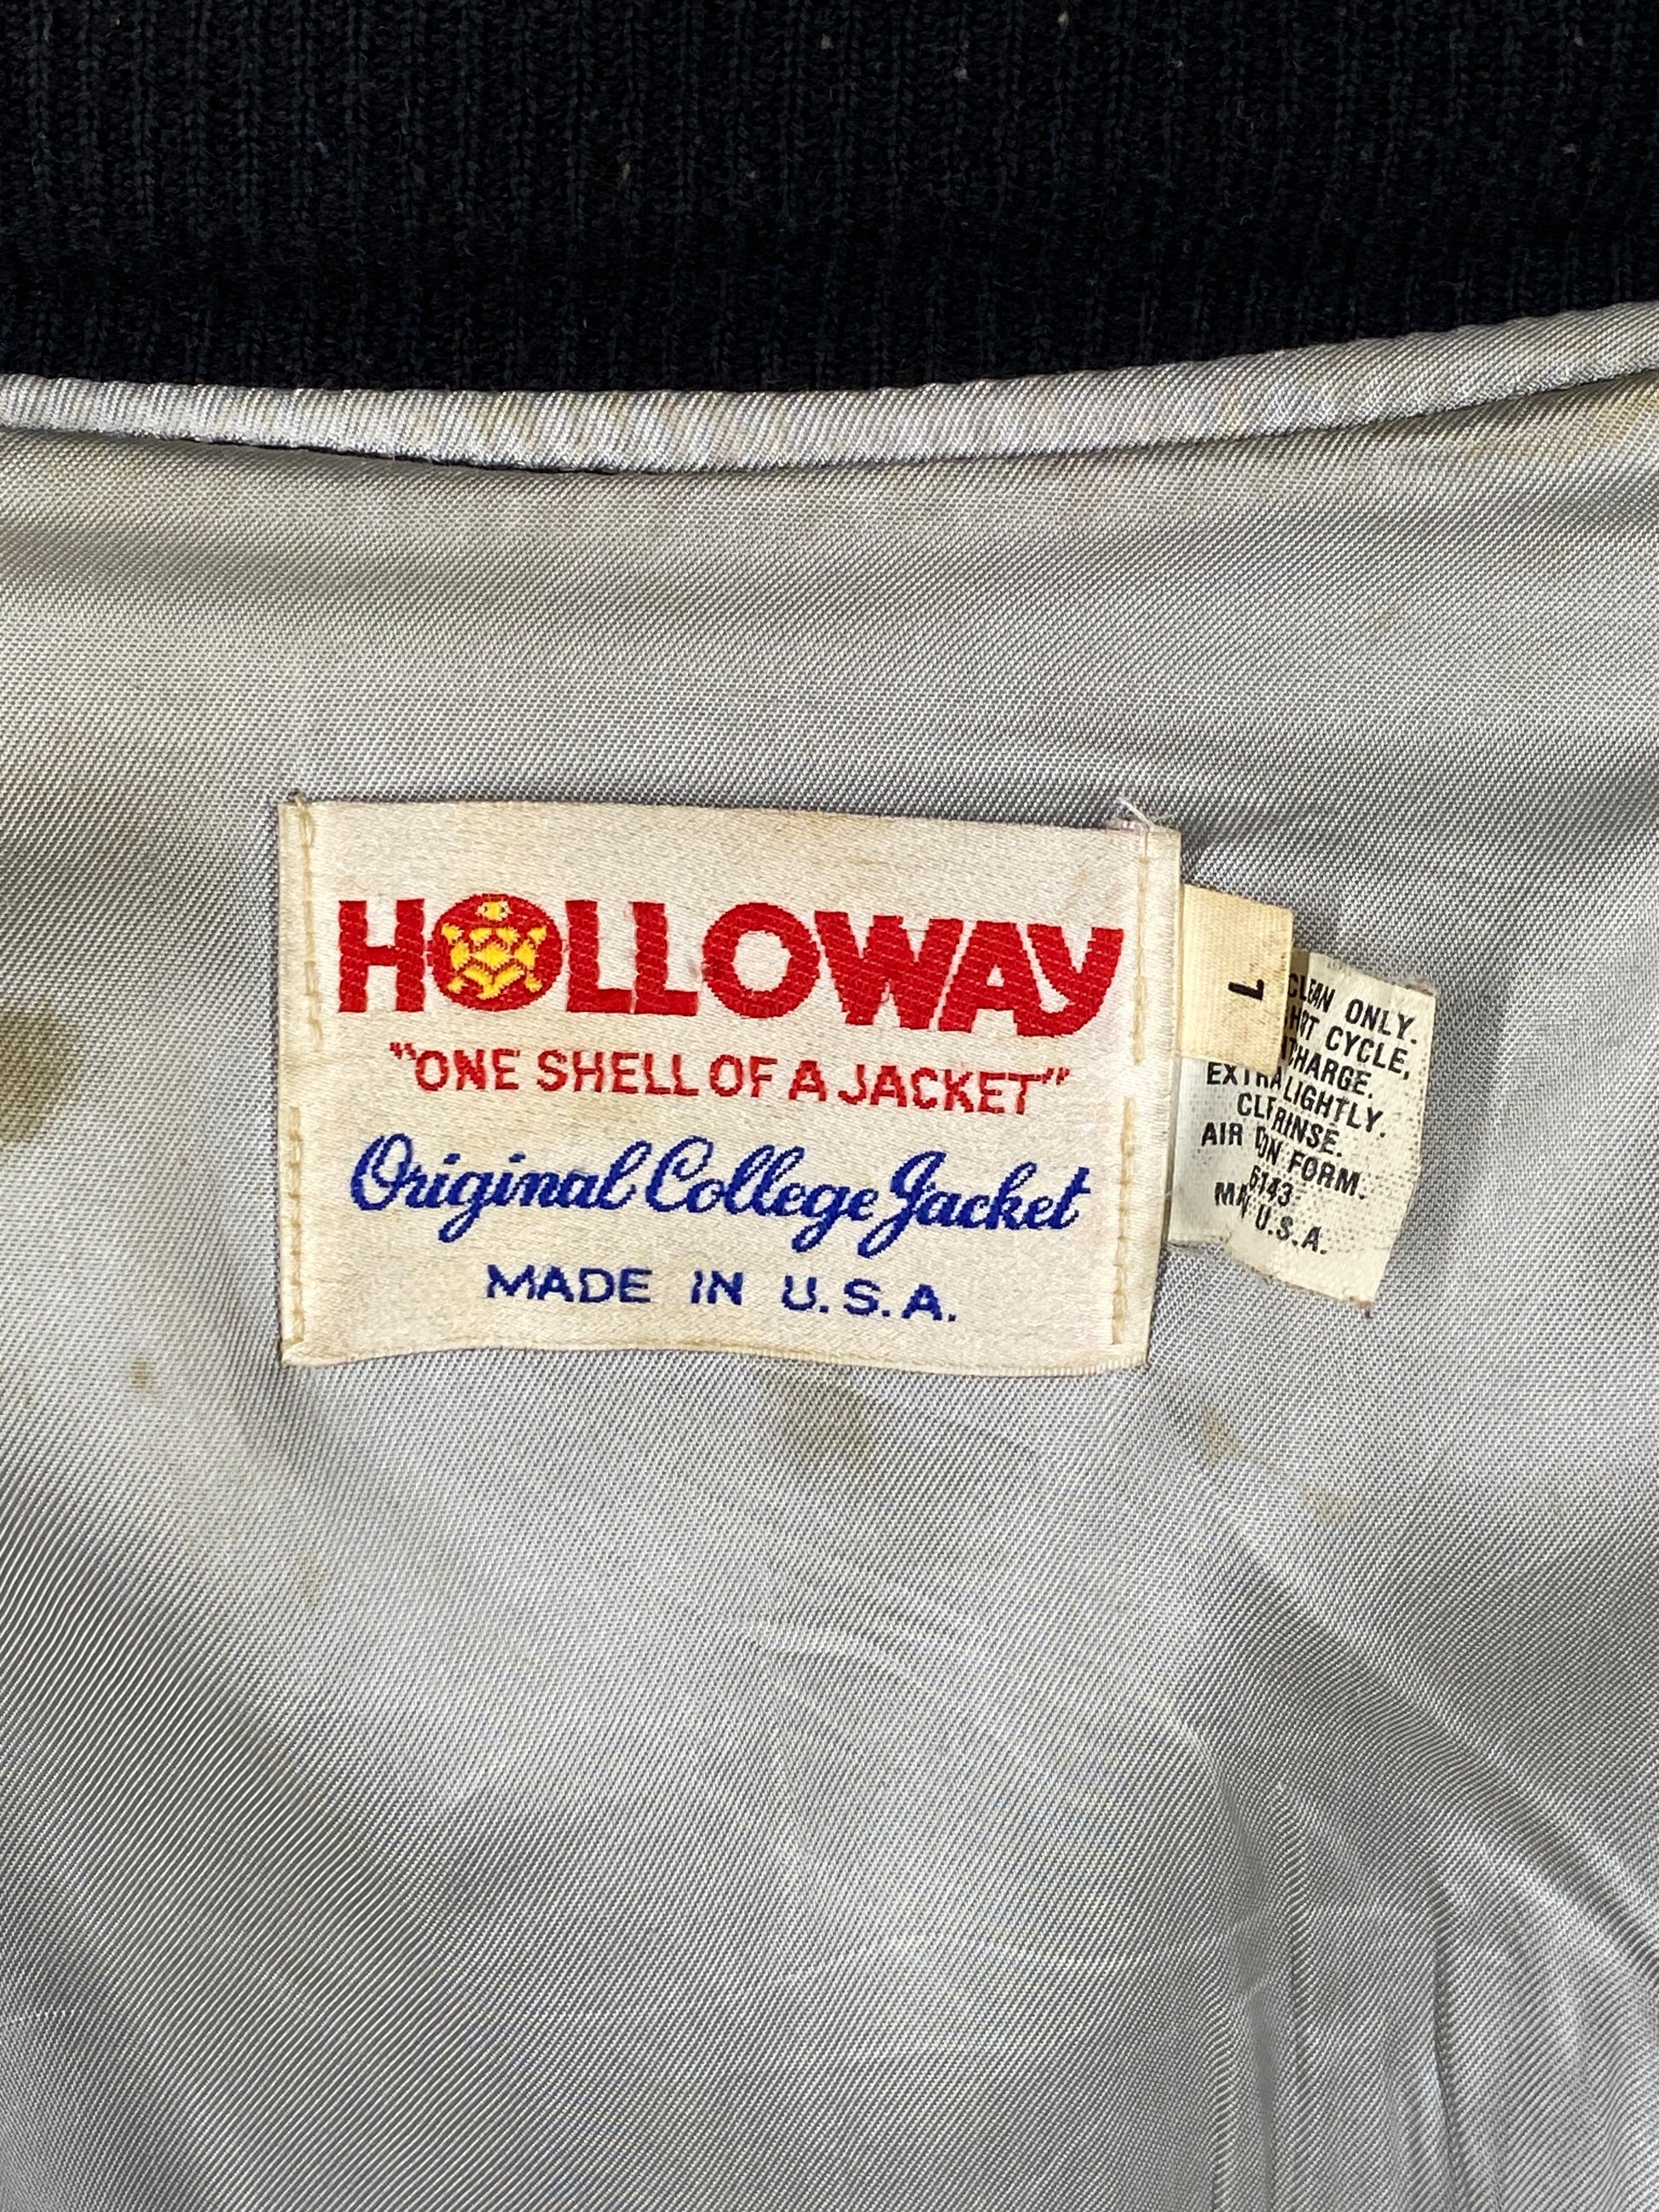 HOLLOWAY
"ONE SHELL OF A JACKET"
Original College Jacket
MADE IN U.S.A.
L
CLEAN ONLY.
CYCLE,
EXTRA LIGHTLY.
RINSE.
AIR ON FORM.
6143
U.S.A.